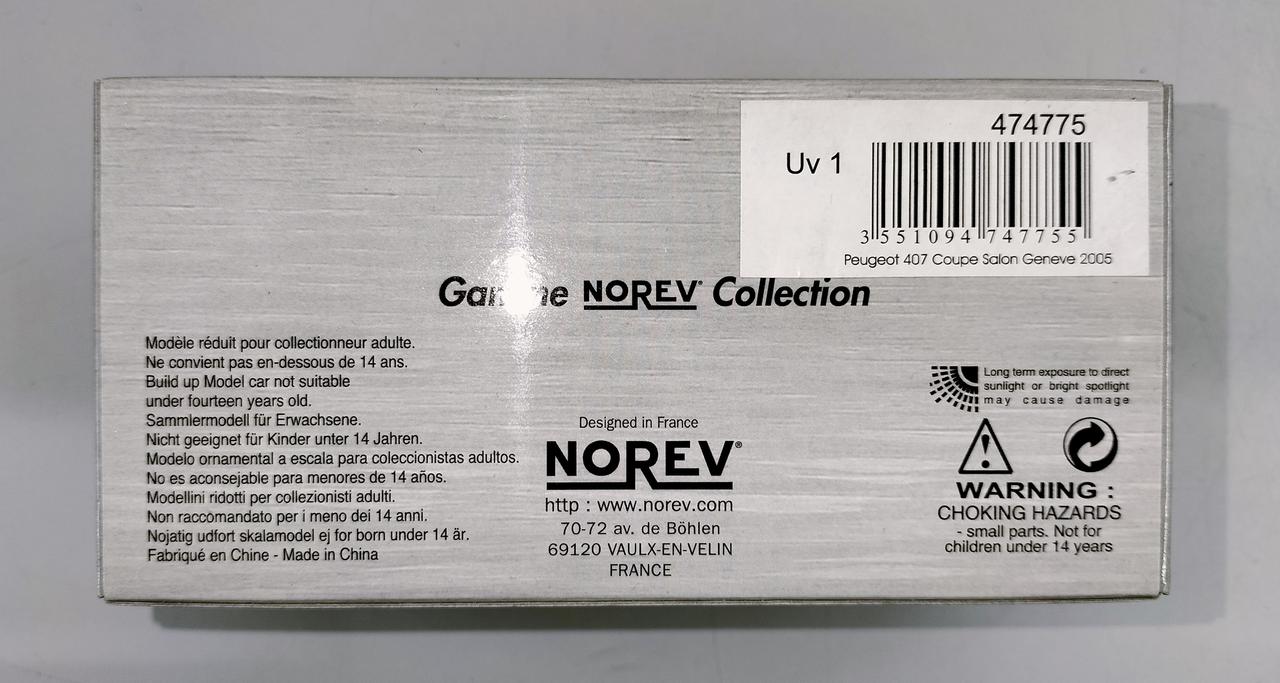 474775
Uv 1
3 551094 747755
Peugeot 407 Coupe Salon Geneve 2005
NOREV® Collection
Modèle réduit pour collectionneur adulte.
Ne convient pas en-dessous de 14 ans.
Build up Model car not suitable
under fourteen years old.
Sammlermodell für Erwachsene.
Nicht geeignet für Kinder unter 14 Jahren.
Modelo ornamental a escala para coleccionistas adultos.
No es aconsejable para menores de 14 años.
Modellini ridotti per collezionisti adulti.
Non raccomandato per i meno dei 14 anni.
Nojatig udfort skalamodel ej for born under 14 är.
Fabriqué en Chine - Made in China
Designed in France
NOREV®
http : www.norev.com
70-72 av. de Böhlen
69120 VAULX-EN-VELIN
FRANCE
Long term exposure to direct
sunlight or bright spotlight
may cause damage
WARNING :
CHOKING HAZARDS
- small parts. Not for
children under 14 years